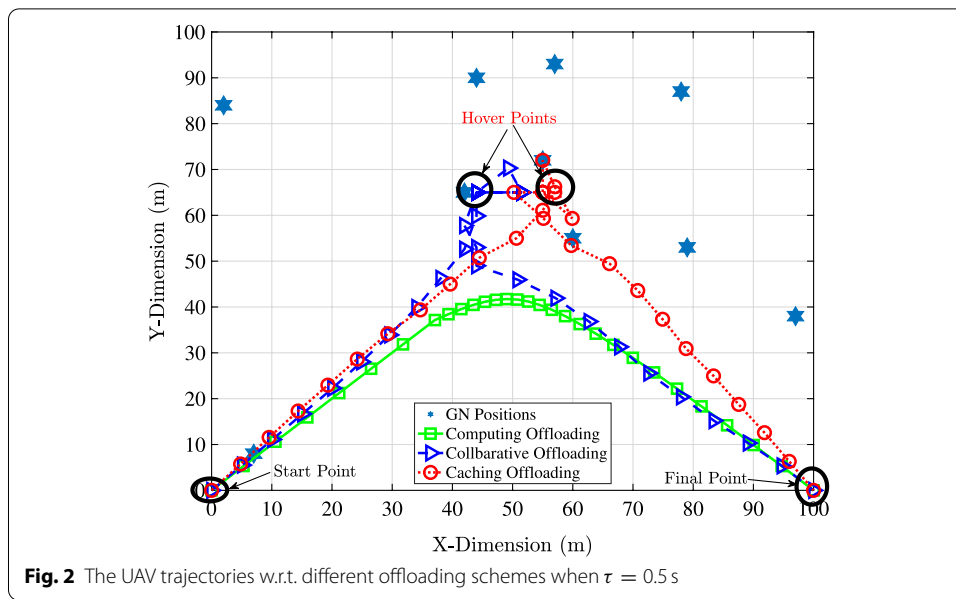 100
90
80
70
60
50
40
30
20
10
0
Y-Dimension (m)
Hover Points
Start Point
Final Point
GN Positions
Computing Offloading
Collbarative Offloading
Caching Offloading
0 10 20 30 40 50 60 70 80 90 100
X-Dimension (m)
Fig. 2 The UAV trajectories w.r.t. different offloading schemes when τ = 0.5 s